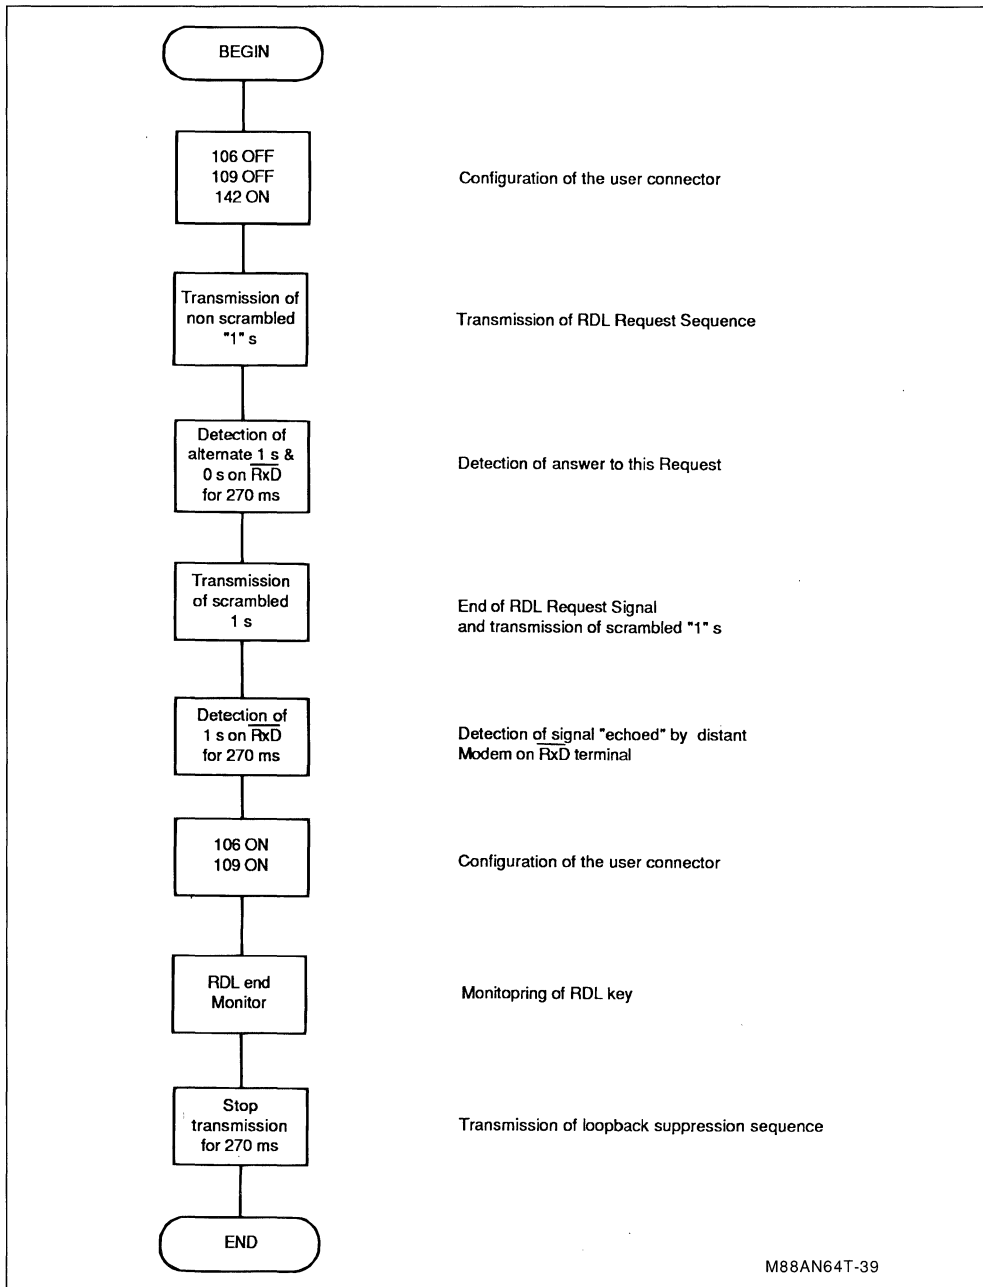 BEGIN
106 OFF
109 OFF
142 ON
Configuration of the user connector
Transmission of
non scrambled
"1" s
Transmission of RDL Request Sequence
Detection of
alternate 1 s &
0 s on R̅x̅D̅
for 270 ms
Detection of answer to this Request
Transmission
of scrambled
1 s
End of RDL Request Signal
and transmission of scrambled "1" s
Detection of
1 s on R̅x̅D̅
for 270 ms
Detection of signal "echoed" by distant
Modem on R̅x̅D̅ terminal
106 ON
109 ON
Configuration of the user connector
RDL end
Monitor
Monitopring of RDL key
Stop
transmission
for 270 ms
Transmission of loopback suppression sequence
END
M88AN64T-39